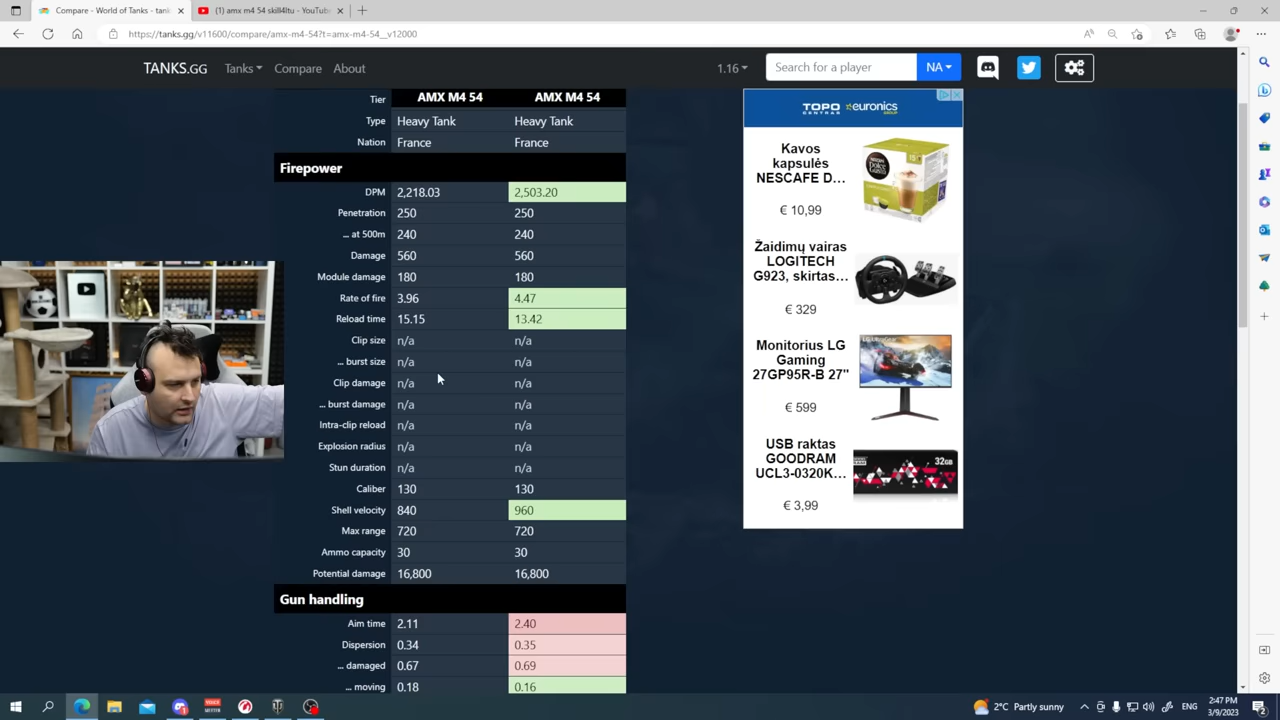 Compare - World of Tanks - tank
(1) amx m4 54 skill4ltu - YouTub
https://tanks.gg/v11600/compare/amx-m4-54?t=amx-m4-54__v12000
TANKS.GG Tanks Compare About 1.16 Search for a player NA
Tier AMX M4 54 AMX M4 54
Type Heavy Tank Heavy Tank
Nation France France
Firepower
DPM 2,218.03 2,503.20
Penetration 250 250
... at 500m 240 240
Damage 560 560
Module damage 180 180
Rate of fire 3.96 4.47
Reload time 15.15 13.42
Clip size n/a n/a
... burst size n/a n/a
Clip damage n/a n/a
... burst damage n/a n/a
Intra-clip reload n/a n/a
Explosion radius n/a n/a
Stun duration n/a n/a
Caliber 130 130
Shell velocity 840 960
Max range 720 720
Ammo capacity 30 30
Potential damage 16,800 16,800
Gun handling
Aim time 2.11 2.40
Dispersion 0.34 0.35
... damaged 0.67 0.69
... moving 0.18 0.16
TOPO CENTRAS euronics
Kavos
kapsulės
NESCAFE D...
€ 10,99
Žaidimų vairas
LOGITECH
G923, skirtas...
€ 329
Monitorius LG
Gaming
27GP95R-B 27"
€ 599
USB raktas
GOODRAM
UCL3-0320K...
€ 3,99
32GB
2°C Partly sunny
ENG
2:47 PM
3/9/2023
2